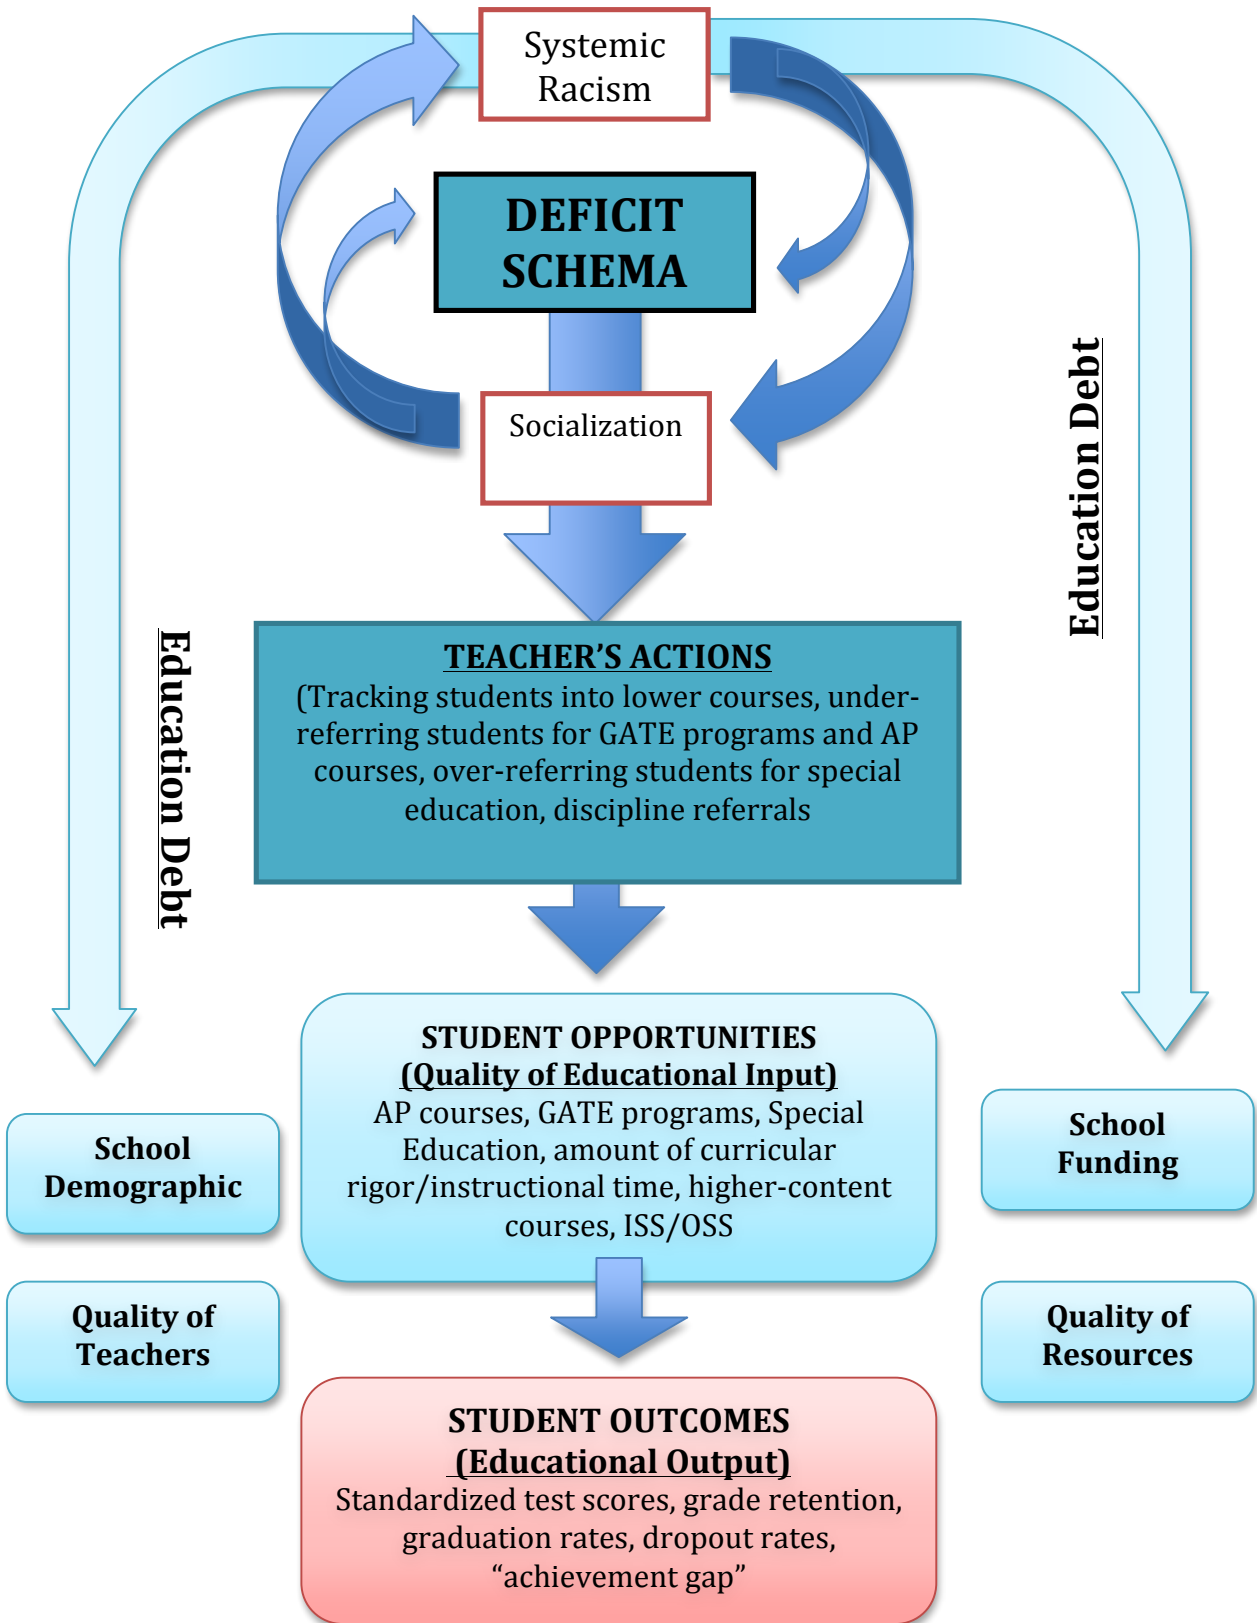 Systemic
Racism
DEFICIT
SCHEMA
Socialization
Education Debt
Education Debt
TEACHER’S ACTIONS
(Tracking students into lower courses, under-
referring students for GATE programs and AP
courses, over-referring students for special
education, discipline referrals
STUDENT OPPORTUNITIES
(Quality of Educational Input)
AP courses, GATE programs, Special
Education, amount of curricular
rigor/instructional time, higher-content
courses, ISS/OSS
School
Demographic
Quality of
Teachers
School
Funding
Quality of
Resources
STUDENT OUTCOMES
(Educational Output)
Standardized test scores, grade retention,
graduation rates, dropout rates,
“achievement gap”